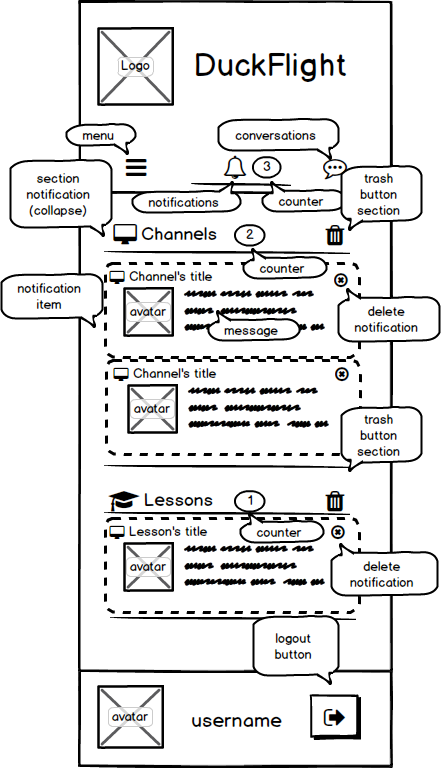 Logo
DuckFlight
menu
conversations
3
section
notification
(collapse)
trash
button
section
notifications
counter
Channels
2
counter
notification
item
Channel's title
avatar
message
delete
notification
Channel's title
avatar
trash
button
section
Lessons
1
Lesson's title
counter
avatar
delete
notification
logout
button
avatar
username